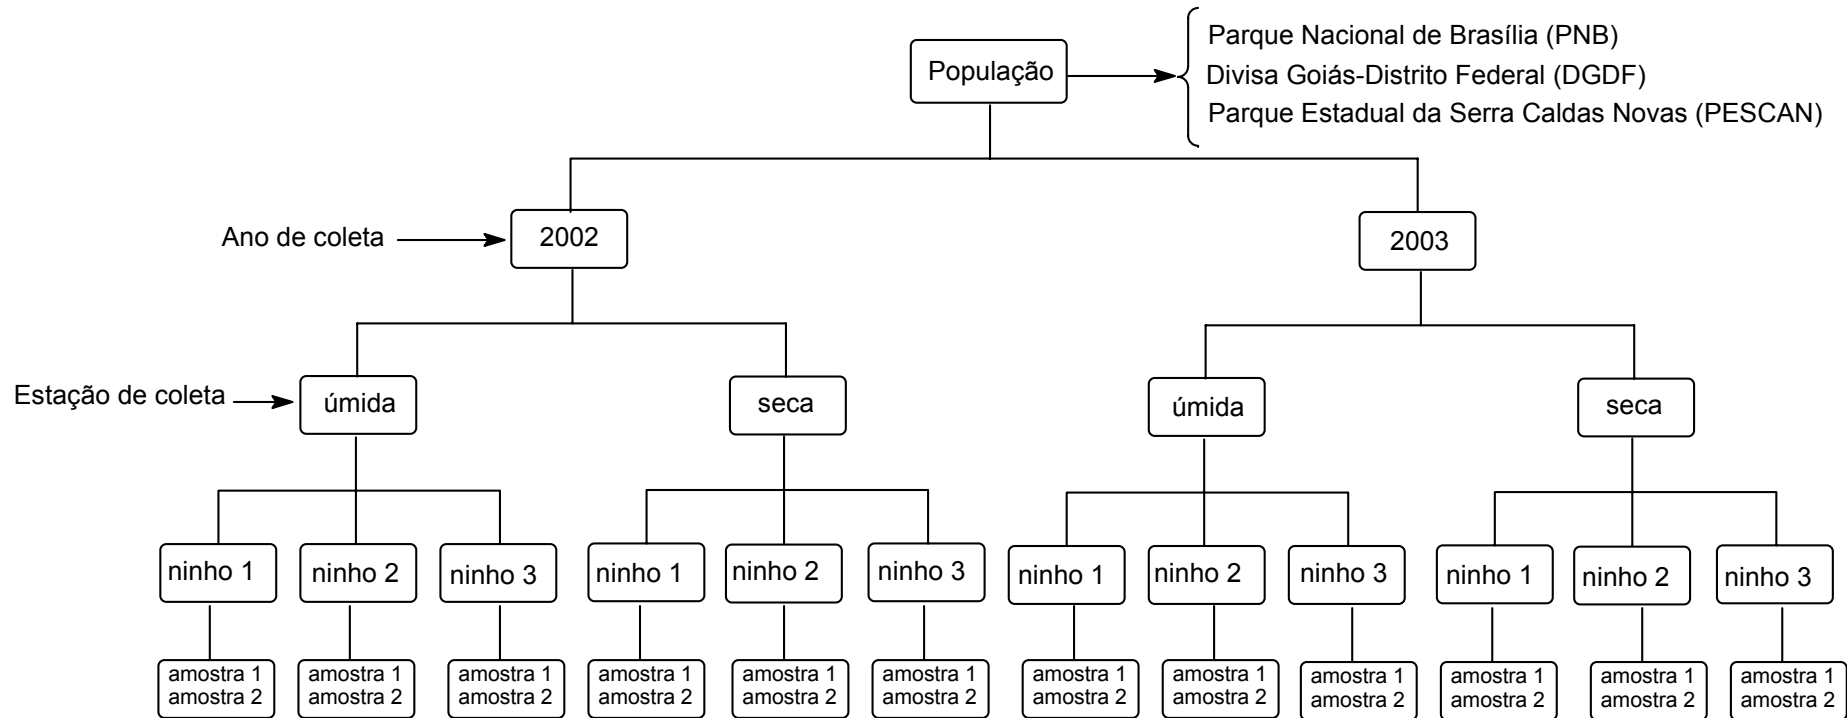 População
Parque Nacional de Brasília (PNB)
Divisa Goiás-Distrito Federal (DGDF)
Parque Estadual da Serra Caldas Novas (PESCAN)
Ano de coleta
2002
2003
Estação de coleta
úmida
seca
úmida
seca
ninho 1
ninho 2
ninho 3
ninho 1
ninho 2
ninho 3
ninho 1
ninho 2
ninho 3
ninho 1
ninho 2
ninho 3
amostra 1
amostra 2
amostra 1
amostra 2
amostra 1
amostra 2
amostra 1
amostra 2
amostra 1
amostra 2
amostra 1
amostra 2
amostra 1
amostra 2
amostra 1
amostra 2
amostra 1
amostra 2
amostra 1
amostra 2
amostra 1
amostra 2
amostra 1
amostra 2